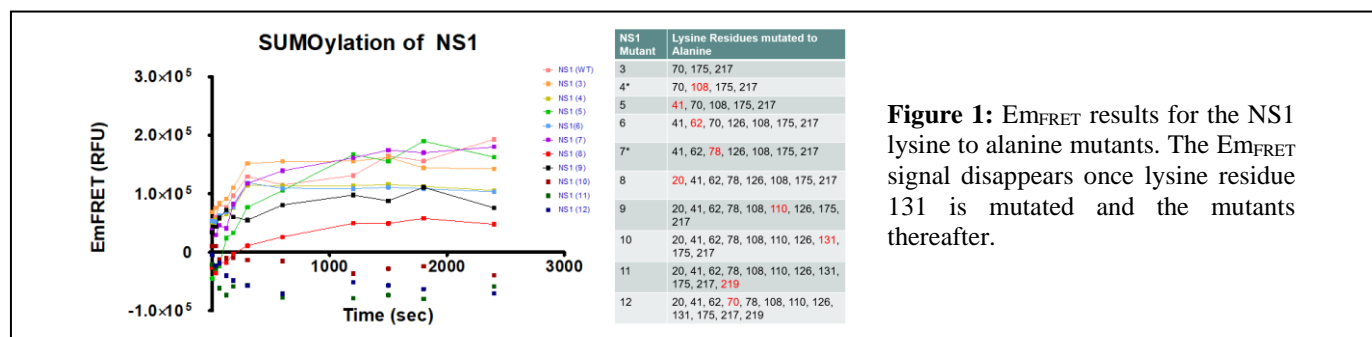 SUMOylation of NS1
3.0×10⁵
2.0×10⁵
1.0×10⁵
0
-1.0×10⁵
EmFRET (RFU)
1000
2000
3000
Time (sec)
NS1 (WT)
NS1 (3)
NS1 (4)
NS1 (5)
NS1(6)
NS1 (7)
NS1 (8)
NS1 (9)
NS1 (10)
NS1 (11)
NS1 (12)
NS1 Lysine Residues mutated to
Mutant Alanine
3 70, 175, 217
4* 70, 108, 175, 217
5 41, 70, 108, 175, 217
6 41, 62, 70, 126, 108, 175, 217
7* 41, 62, 78, 126, 108, 175, 217
8 20, 41, 62, 78, 126, 108, 175, 217
9 20, 41, 62, 78, 108, 110, 126, 175,
217
10 20, 41, 62, 78, 108, 110, 126, 131,
175, 217
11 20, 41, 62, 78, 108, 110, 126, 131,
175, 217, 219
12 20, 41, 62, 70, 78, 108, 110, 126,
131, 175, 217, 219
Figure 1: EmFRET results for the NS1
lysine to alanine mutants. The EmFRET
signal disappears once lysine residue
131 is mutated and the mutants
thereafter.